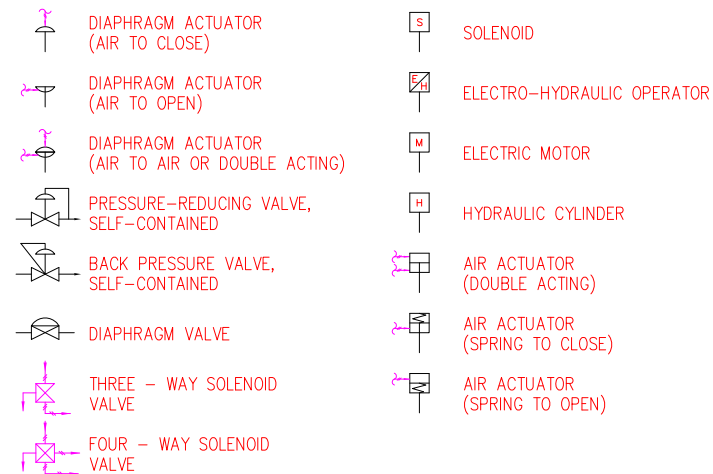 DIAPHRAGM ACTUATOR
(AIR TO CLOSE)
DIAPHRAGM ACTUATOR
(AIR TO OPEN)
DIAPHRAGM ACTUATOR
(AIR TO AIR OR DOUBLE ACTING)
PRESSURE-REDUCING VALVE,
SELF-CONTAINED
BACK PRESSURE VALVE,
SELF-CONTAINED
DIAPHRAGM VALVE
THREE - WAY SOLENOID
VALVE
FOUR - WAY SOLENOID
VALVE
S
SOLENOID
E
H
ELECTRO-HYDRAULIC OPERATOR
M
ELECTRIC MOTOR
H
HYDRAULIC CYLINDER
AIR ACTUATOR
(DOUBLE ACTING)
AIR ACTUATOR
(SPRING TO CLOSE)
AIR ACTUATOR
(SPRING TO OPEN)